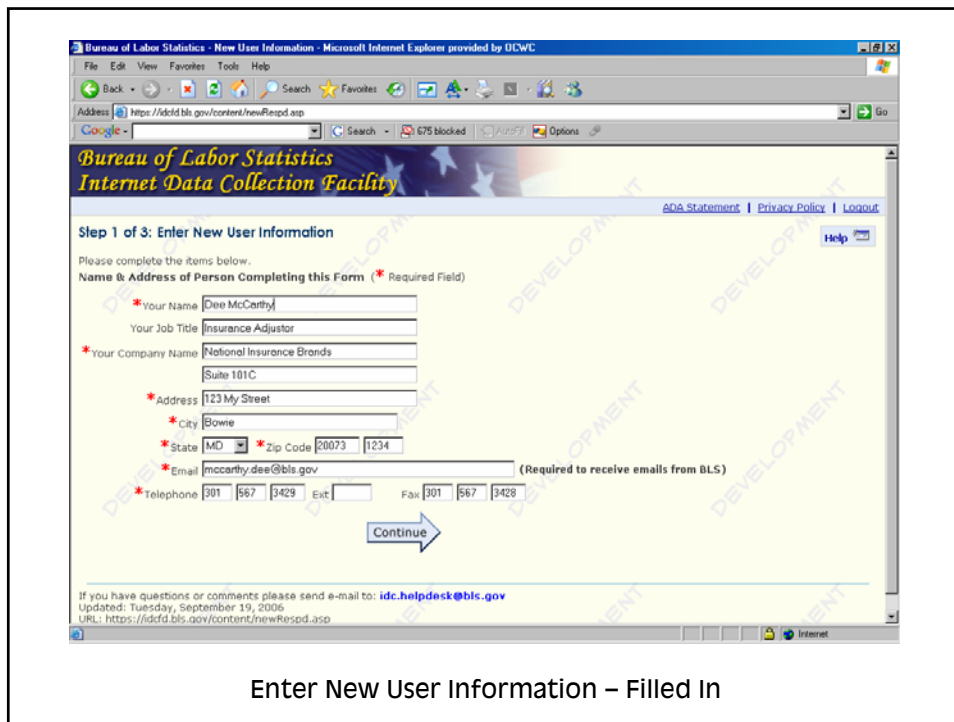 Bureau of Labor Statistics - New User Information - Microsoft Internet Explorer provided by OCWC
File Edit View Favorites Tools Help
Back Search Favorites
Address https://idcfd.bls.gov/content/newRespd.asp Go
Google - Search 675 blocked AutoFill Options
Bureau of Labor Statistics
Internet Data Collection Facility
ADA Statement | Privacy Policy | Logout
Step 1 of 3: Enter New User Information
Help
Please complete the items below.
Name & Address of Person Completing this Form (* Required Field)
*Your Name Dee McCarthy
Your Job Title Insurance Adjustor
*Your Company Name National Insurance Brands
Suite 101C
*Address 123 My Street
*City Bowie
*State MD *Zip Code 20073 1234
*Email mccarthy.dee@bls.gov (Required to receive emails from BLS)
*Telephone 301 567 3429 Ext Fax 301 567 3428
Continue
If you have questions or comments please send e-mail to: idc.helpdesk@bls.gov
Updated: Tuesday, September 19, 2006
URL: https://idcfd.bls.gov/content/newRespd.asp
Internet
DEVELOPMENT
Enter New User Information – Filled In